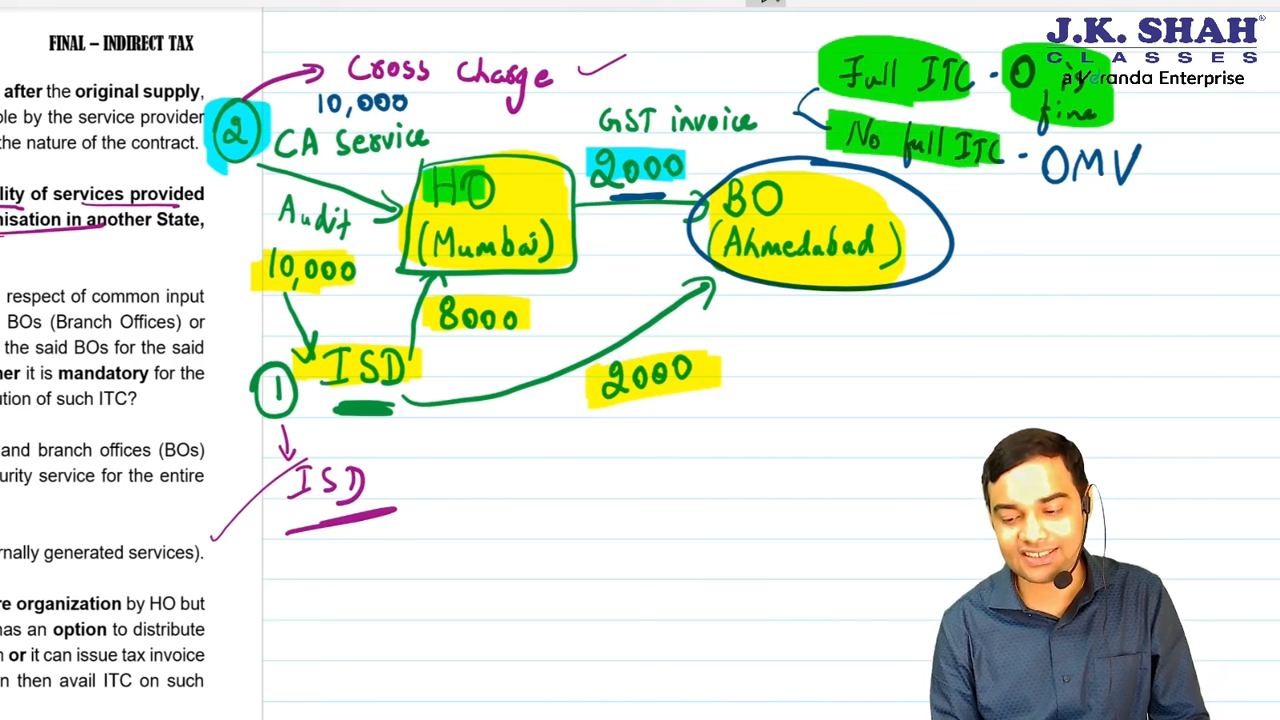 FINAL – INDIRECT TAX
after the original supply,
ble by the service provider
the nature of the contract.
lity of services provided
anisation in another State,
respect of common input
BOs (Branch Offices) or
the said BOs for the said
her it is mandatory for the
ution of such ITC?
and branch offices (BOs)
urity service for the entire
rnally generated services).
re organization by HO but
has an option to distribute
n or it can issue tax invoice
n then avail ITC on such
2
Cross Charge
10,000
CA Service
Audit
10,000
HO
(Mumbai)
GST invoice
2000
BO
(Ahmedabad)
Full ITC - 0 is fine
No full ITC - OMV
8000
1
ISD
2000
ISD
J.K. SHAH®
CLASSES
a Veranda Enterprise